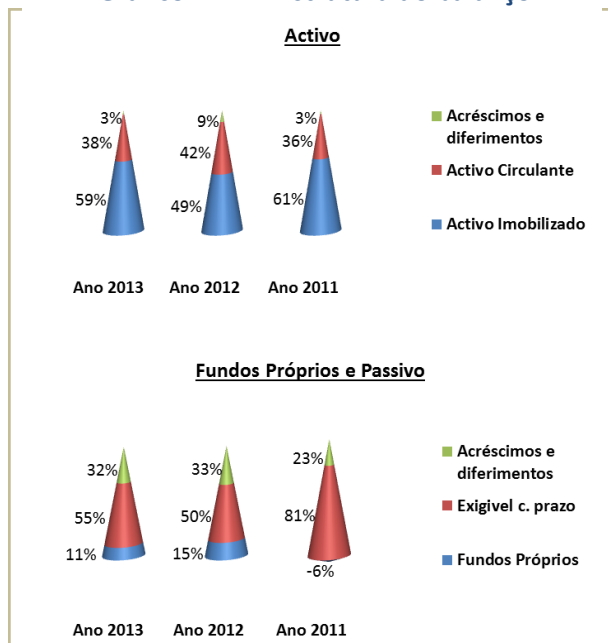 Activo
3%
9%
3%
38%
42%
36%
59%
49%
61%
Acréscimos e
diferimentos
Activo Circulante
Activo Imobilizado
Ano 2013
Ano 2012
Ano 2011
Fundos Próprios e Passivo
32%
33%
23%
55%
50%
81%
11%
15%
-6%
Acréscimos e
diferimentos
Exigivel c. prazo
Fundos Próprios
Ano 2013
Ano 2012
Ano 2011